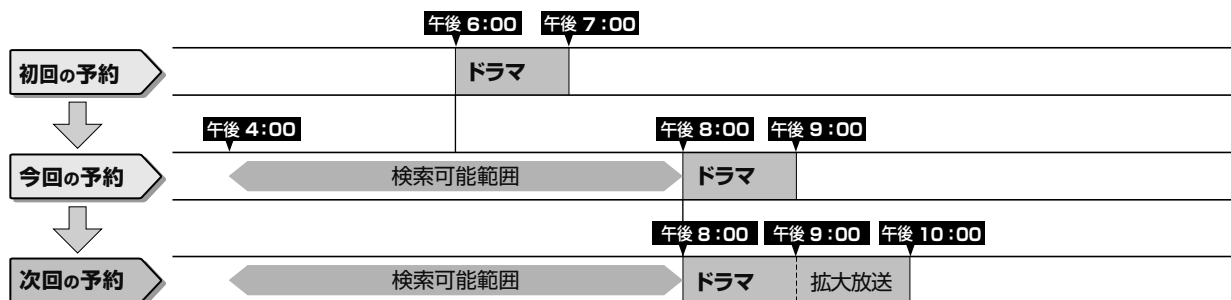 午後 6:00 午後 7:00
初回の予約 ドラマ
午後 4:00 午後 8:00 午後 9:00
今回の予約 検索可能範囲 ドラマ
午後 8:00 午後 9:00 午後 10:00
次回の予約 検索可能範囲 ドラマ 拡大放送